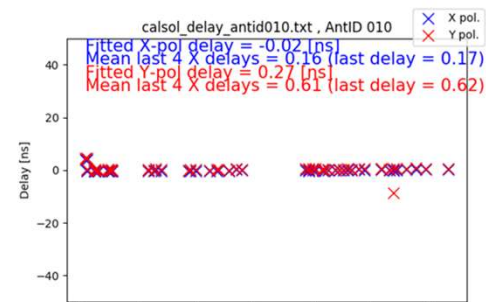 calsol_delay_antid010.txt , AntID 010
X pol.
Y pol.
Fitted X-pol delay = -0.02 [ns]
Mean last 4 X delays = 0.16 (last delay = 0.17)
Fitted Y-pol delay = 0.27 [ns]
Mean last 4 X delays = 0.61 (last delay = 0.62)
Delay [ns]
40
20
0
−20
−40